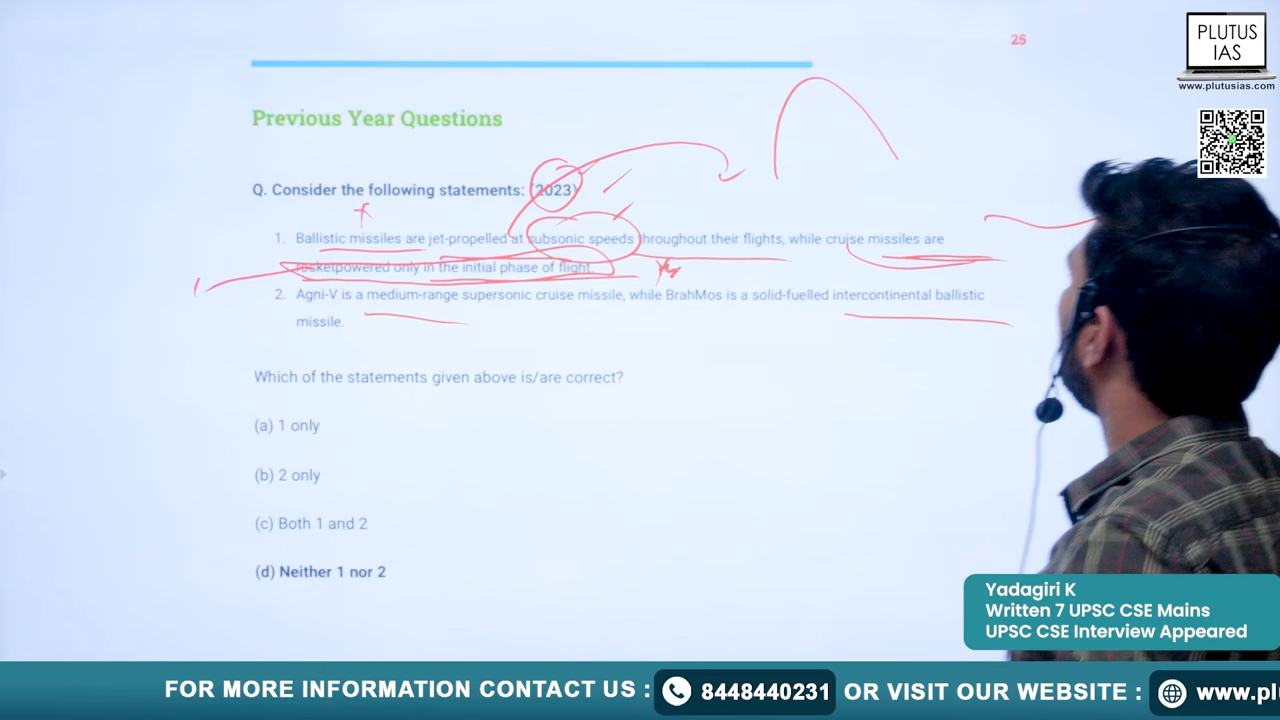 25
PLUTUS
IAS
www.plutusias.com
Previous Year Questions
Q. Consider the following statements: (2023)
1. Ballistic missiles are jet-propelled at subsonic speeds throughout their flights, while cruise missiles are
rocketpowered only in the initial phase of flight.
2. Agni-V is a medium-range supersonic cruise missile, while BrahMos is a solid-fuelled intercontinental ballistic
missile.
Which of the statements given above is/are correct?
(a) 1 only
(b) 2 only
(c) Both 1 and 2
(d) Neither 1 nor 2
Yadagiri K
Written 7 UPSC CSE Mains
UPSC CSE Interview Appeared
FOR MORE INFORMATION CONTACT US : 8448440231 OR VISIT OUR WEBSITE : www.pl